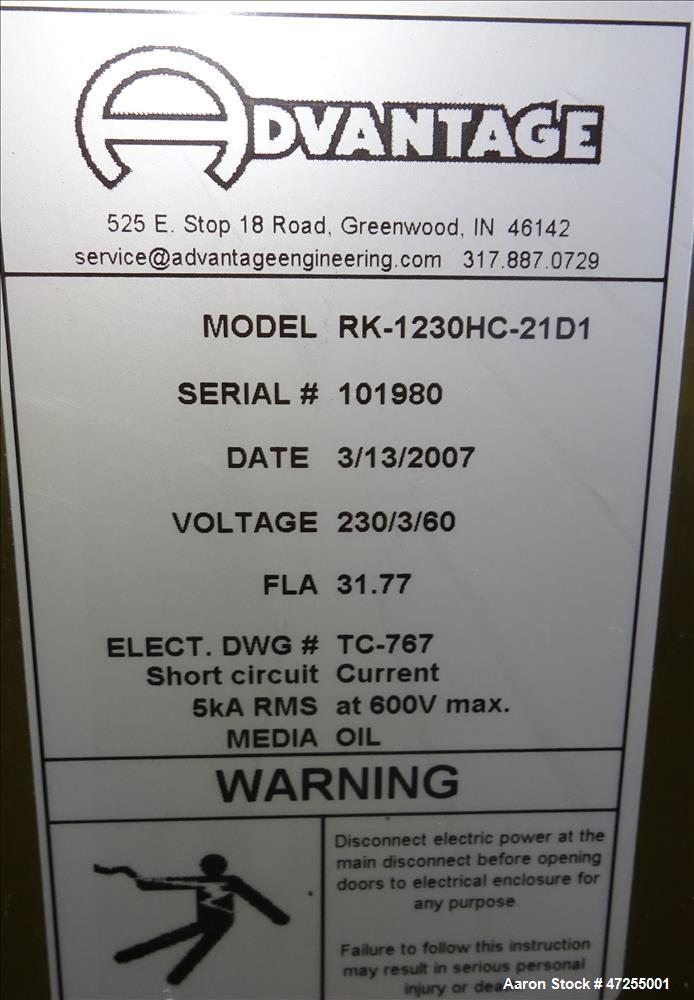 ADVANTAGE
525 E. Stop 18 Road, Greenwood, IN 46142
service@advantageengineering.com 317.887.0729
MODEL RK-1230HC-21D1
SERIAL # 101980
DATE 3/13/2007
VOLTAGE 230/3/60
FLA 31.77
ELECT. DWG # TC-767
Short circuit Current
5kA RMS at 600V max.
MEDIA OIL
WARNING
Disconnect electric power at the
main disconnect before opening
doors to electrical enclosure for
any purpose.
Failure to follow this instruction
may result in serious personal
injury or
Aaron Stock # 47255001